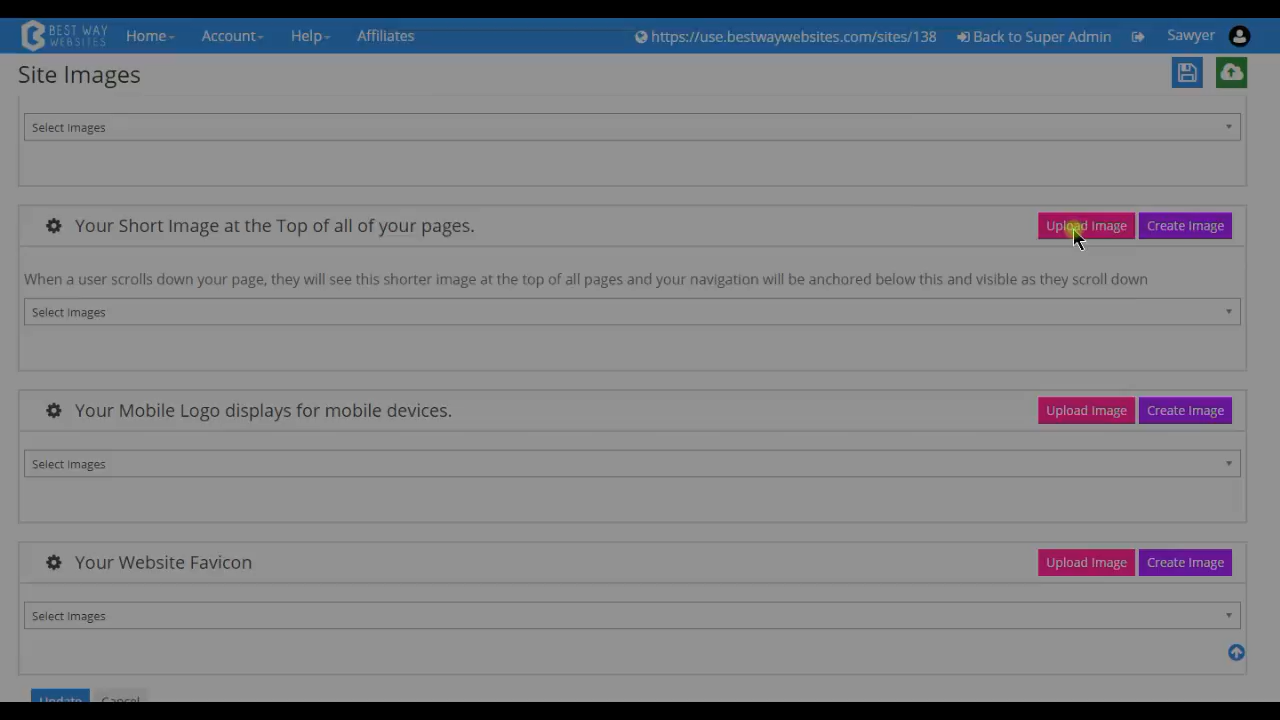 BEST WAY
WEBSITES
Home Account Help Affiliates https://use.bestwaywebsites.com/sites/138 Back to Super Admin Sawyer
Site Images
Select Images
Your Short Image at the Top of all of your pages. Upload Image Create Image
When a user scrolls down your page, they will see this shorter image at the top of all pages and your navigation will be anchored below this and visible as they scroll down
Select Images
Your Mobile Logo displays for mobile devices. Upload Image Create Image
Select Images
Your Website Favicon Upload Image Create Image
Select Images
Update Cancel